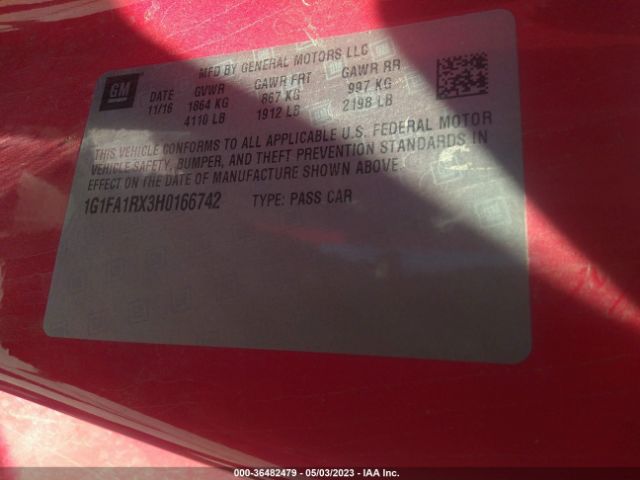 GM
MFD BY GENERAL MOTORS LLC
DATE GVWR GAWR FRT GAWR RR
11/16 1864 KG 867 KG 997 KG
4110 LB 1912 LB 2198 LB
THIS VEHICLE CONFORMS TO ALL APPLICABLE U.S. FEDERAL MOTOR
VEHICLE SAFETY, BUMPER, AND THEFT PREVENTION STANDARDS IN
EFFECT ON THE DATE OF MANUFACTURE SHOWN ABOVE.
1G1FA1RX3H0166742 TYPE: PASS CAR
000-36482479 - 05/03/2023 - IAA Inc.